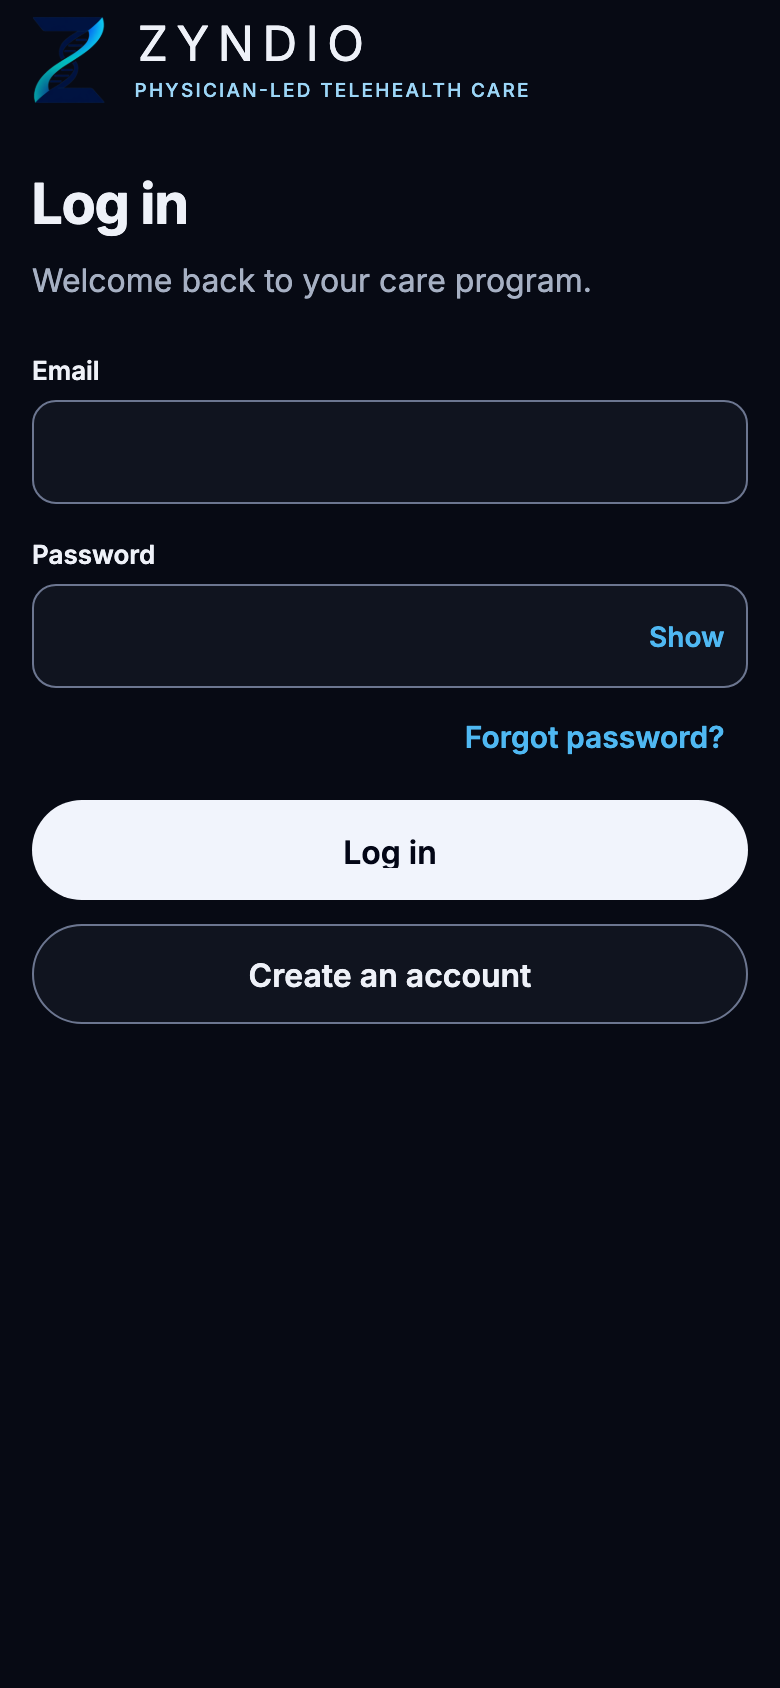 ZYNDIO
PHYSICIAN-LED TELEHEALTH CARE
Log in
Welcome back to your care program.
Email
Password
Show
Forgot password?
Log in
Create an account